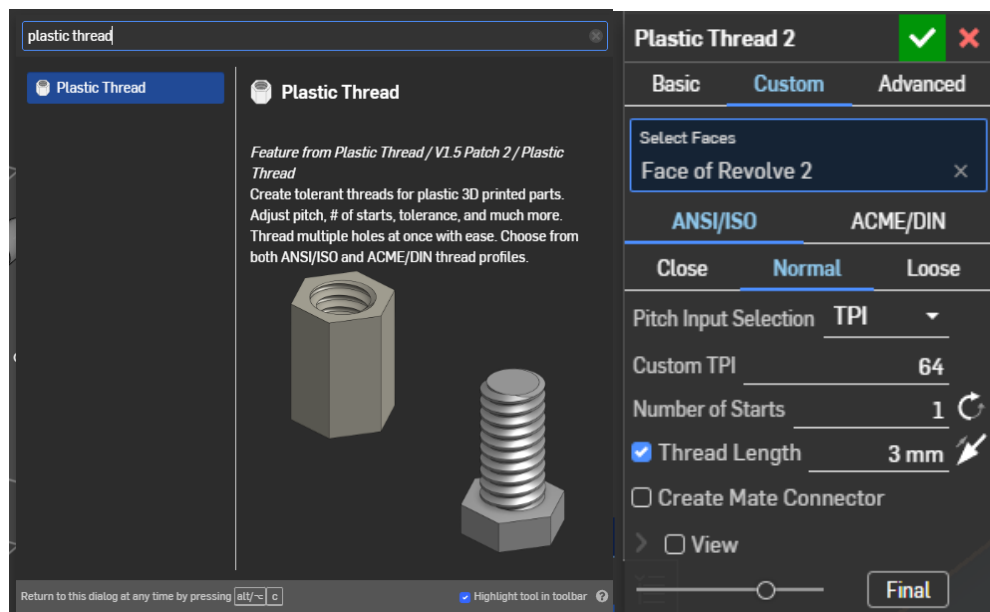 plastic thread
Plastic Thread
Plastic Thread
Feature from Plastic Thread / V1.5 Patch 2 / Plastic
Thread
Create tolerant threads for plastic 3D printed parts.
Adjust pitch, # of starts, tolerance, and much more.
Thread multiple holes at once with ease. Choose from
both ANSI/ISO and ACME/DIN thread profiles.
Return to this dialog at any time by pressing alt/⌥ c
Highlight tool in toolbar
Plastic Thread 2
Basic Custom Advanced
Select Faces
Face of Revolve 2
ANSI/ISO ACME/DIN
Close Normal Loose
Pitch Input Selection TPI
Custom TPI 64
Number of Starts 1
Thread Length 3 mm
Create Mate Connector
View
Final